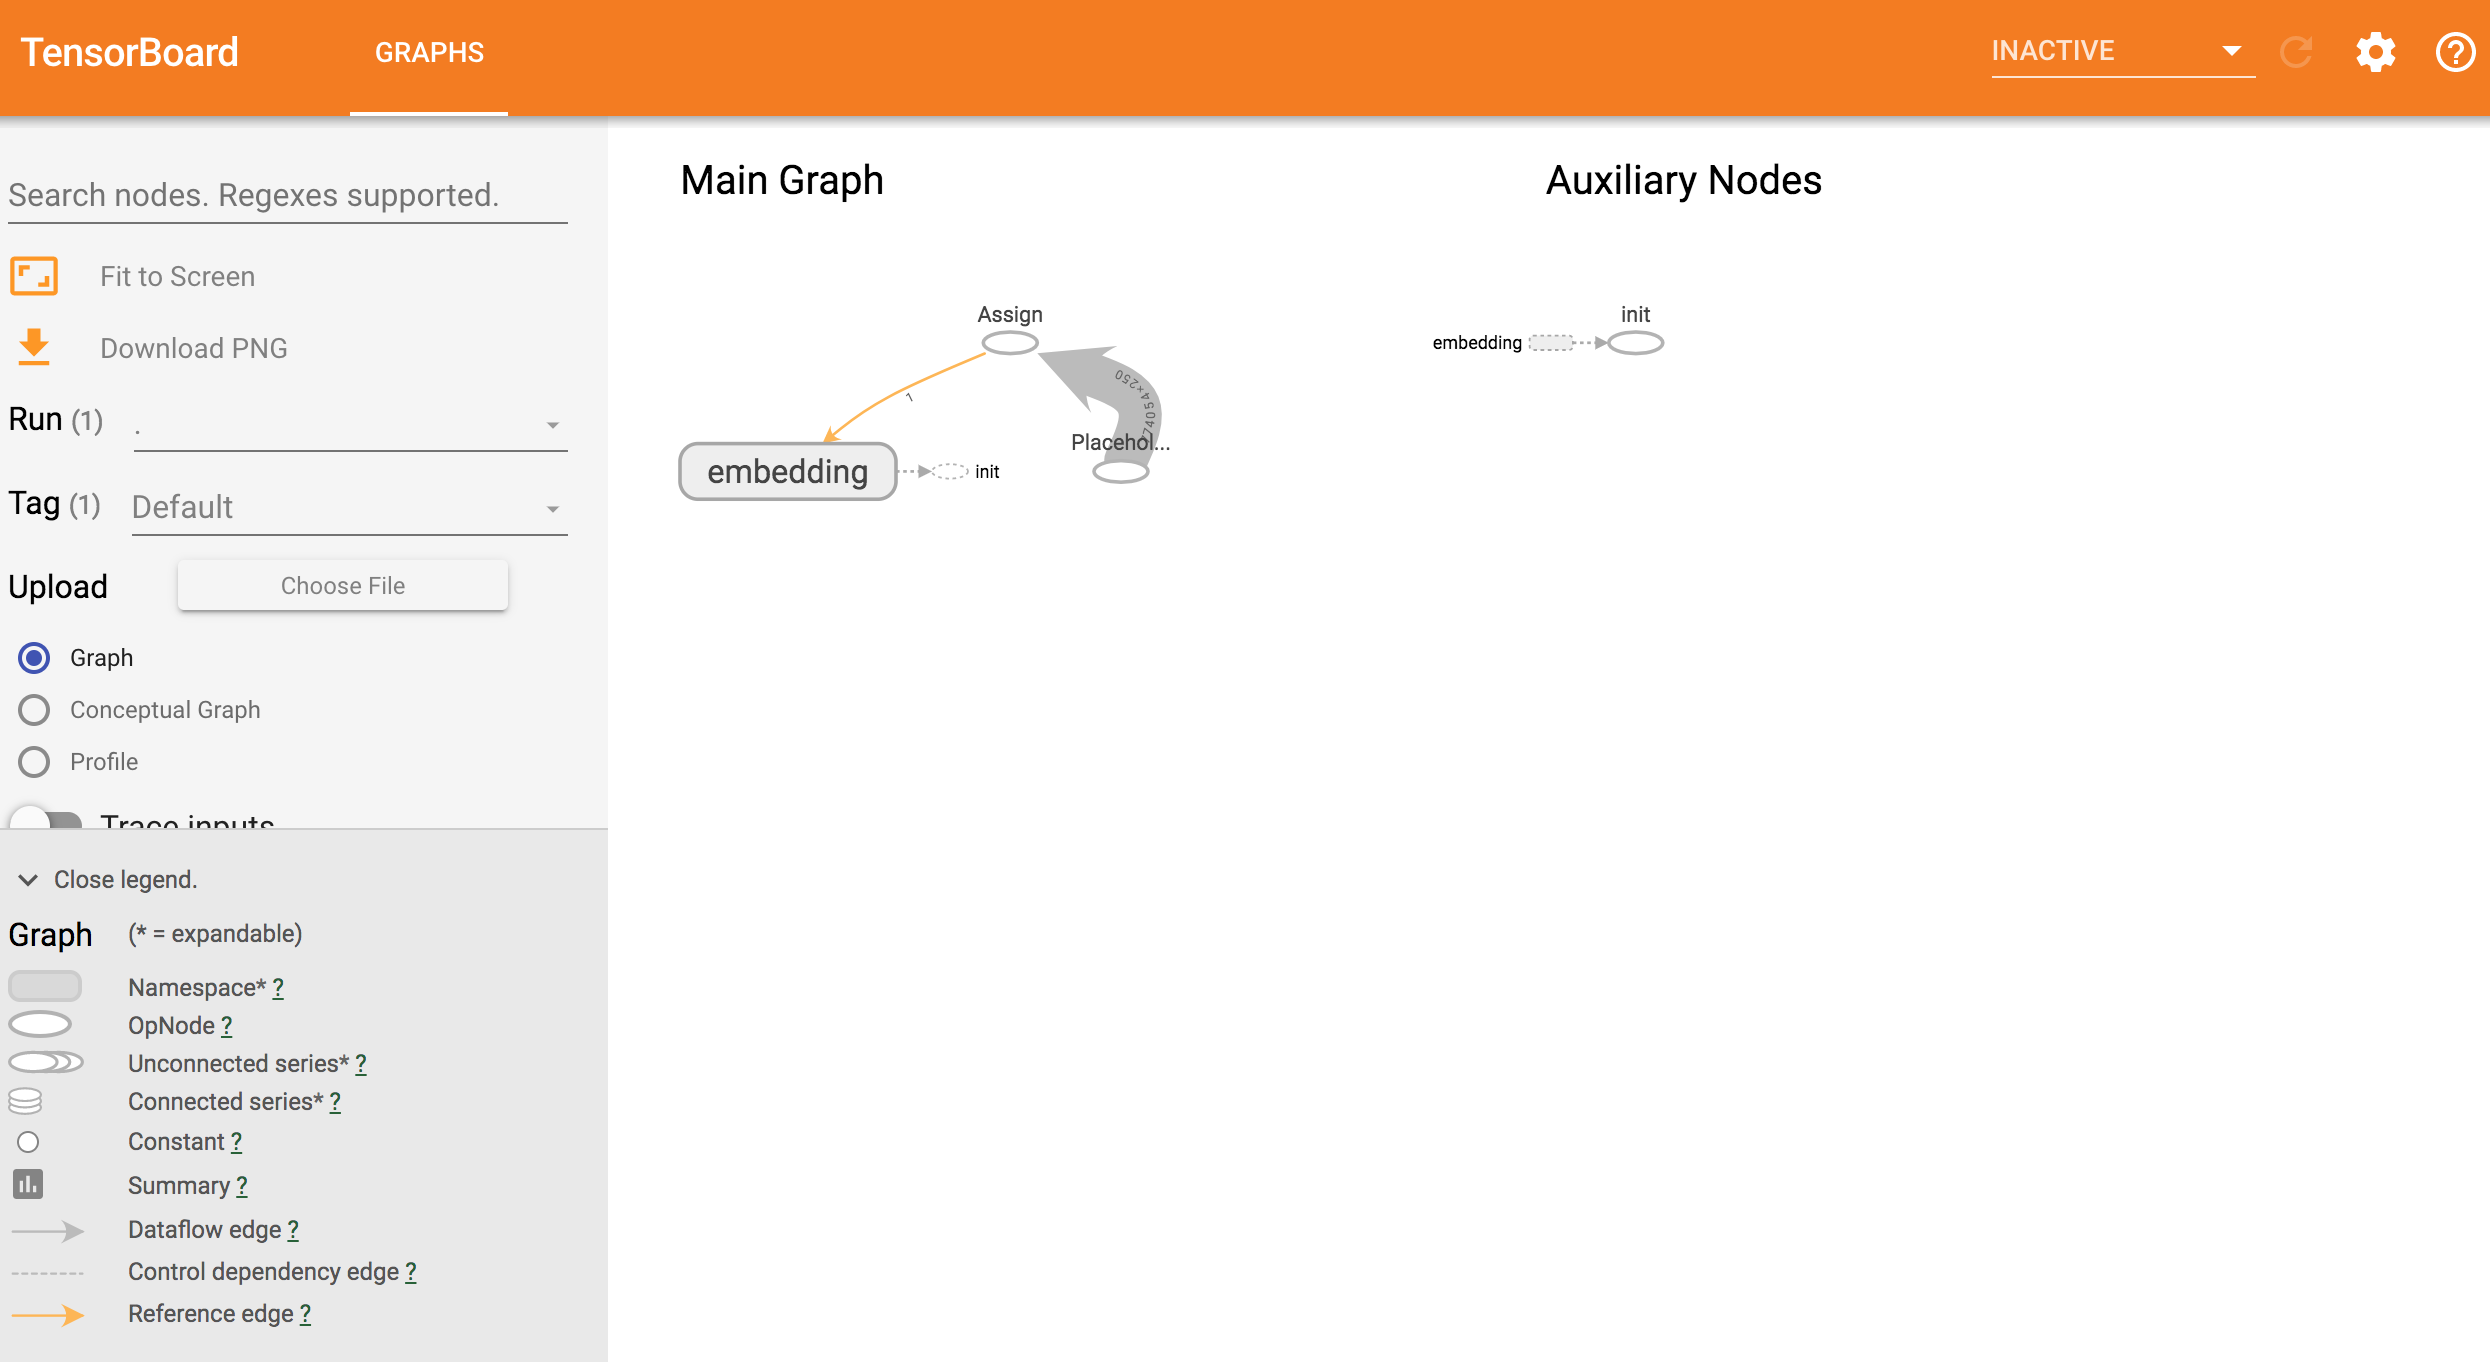 TensorBoard
GRAPHS
INACTIVE
Search nodes. Regexes supported.
Fit to Screen
Download PNG
Run (1)
.
Tag (1)
Default
Upload
Choose File
Graph
Conceptual Graph
Profile
Trace inputs
Close legend.
Graph (* = expandable)
Namespace* ?
OpNode ?
Unconnected series* ?
Connected series* ?
Constant ?
Summary ?
Dataflow edge ?
Control dependency edge ?
Reference edge ?
Main Graph
Assign
1
embedding
init
Placehol...
Auxiliary Nodes
init
embedding